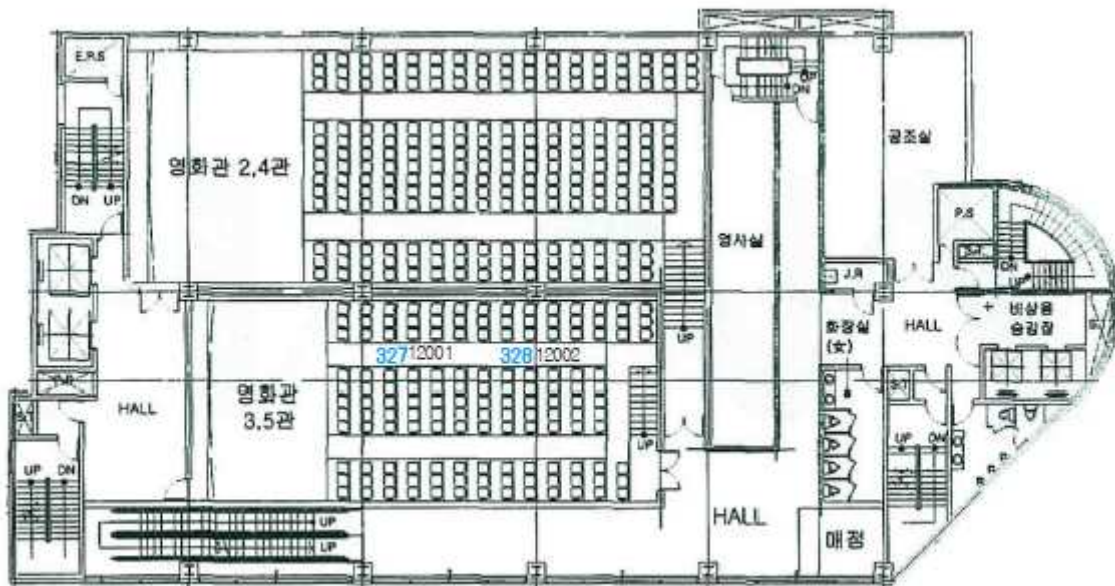 E.P.S
UP
DN
영화관 2,4관
공조실
DN UP
P.S
영사실
DN
UP
J.R
화장실
(女)
HALL
비상용
승강장
UP
327 12001
328 12002
HALL
영화관
3.5관
UP
UP DN
UP DN
UP
UP
HALL
매점